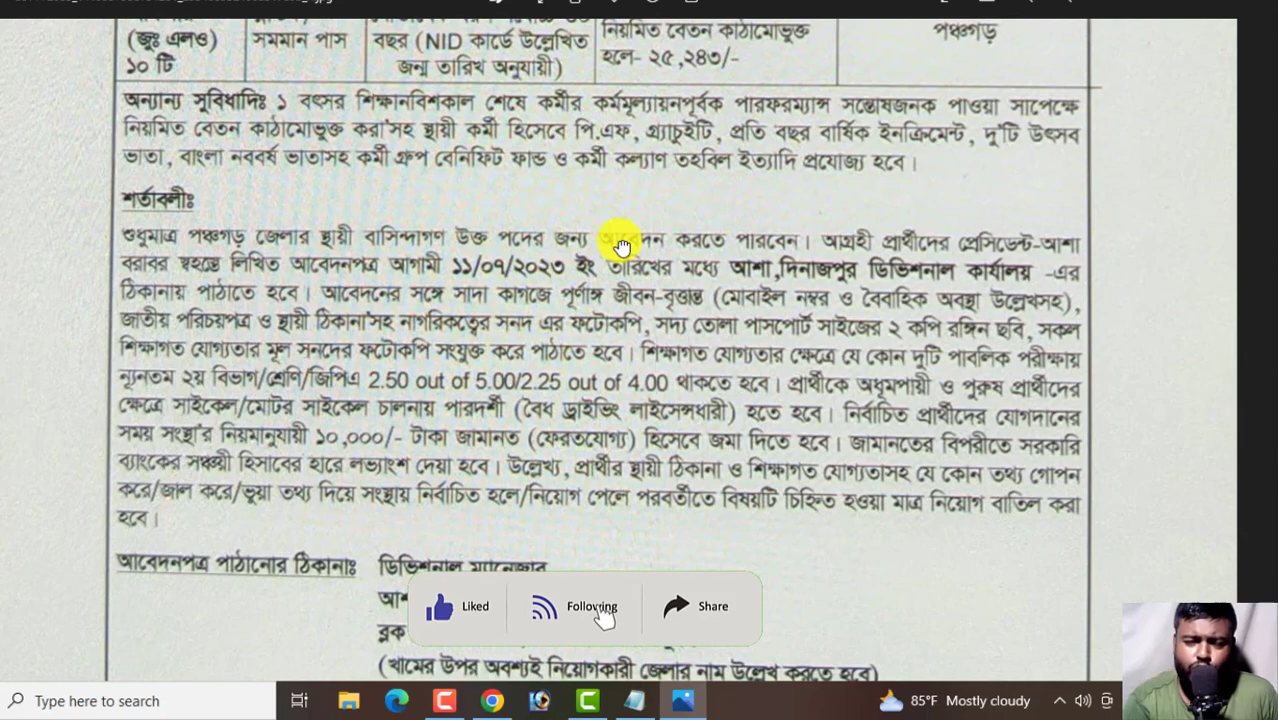 (জুঃ এলও)
১০ টি
সমমান পাস
বছর (NID কার্ডে উল্লেখিত
জন্ম তারিখ অনুযায়ী)
নিয়মিত বেতন কাঠামোভুক্ত
হলে- ২৫,২৪৩/-
পঞ্চগড়
অন্যান্য সুবিধাদিঃ ১ বৎসর শিক্ষানবিশকাল শেষে কর্মীর কর্মমূল্যায়নপূর্বক পারফরম্যান্স সন্তোষজনক পাওয়া সাপেক্ষে
নিয়মিত বেতন কাঠামোভুক্ত করা'সহ স্থায়ী কর্মী হিসেবে পি.এফ, গ্র্যাচুইটি, প্রতি বছর বার্ষিক ইনক্রিমেন্ট, দু'টি উৎসব
ভাতা, বাংলা নববর্ষ ভাতাসহ কর্মী গ্রুপ বেনিফিট ফান্ড ও কর্মী কল্যাণ তহবিল ইত্যাদি প্রযোজ্য হবে।
শর্তাবলীঃ
শুধুমাত্র পঞ্চগড় জেলার স্থায়ী বাসিন্দাগণ উক্ত পদের জন্য আবেদন করতে পারবেন। আগ্রহী প্রার্থীদের প্রেসিডেন্ট-আশা
বরাবর স্বহস্তে লিখিত আবেদনপত্র আগামী ১১/০৭/২০২৩ ইং তারিখের মধ্যে আশা,দিনাজপুর ডিভিশনাল কার্যালয় -এর
ঠিকানায় পাঠাতে হবে। আবেদনের সঙ্গে সাদা কাগজে পূর্ণাঙ্গ জীবন-বৃত্তান্ত (মোবাইল নম্বর ও বৈবাহিক অবস্থা উল্লেখসহ),
জাতীয় পরিচয়পত্র ও স্থায়ী ঠিকানা'সহ নাগরিকত্বের সনদ এর ফটোকপি, সদ্য তোলা পাসপোর্ট সাইজের ২ কপি রঙ্গিন ছবি, সকল
শিক্ষাগত যোগ্যতার মূল সনদের ফটোকপি সংযুক্ত করে পাঠাতে হবে। শিক্ষাগত যোগ্যতার ক্ষেত্রে যে কোন দুটি পাবলিক পরীক্ষায়
ন্যূনতম ২য় বিভাগ/শ্রেণি/জিপিএ 2.50 out of 5.00/2.25 out of 4.00 থাকতে হবে। প্রার্থীকে অধূমপায়ী ও পুরুষ প্রার্থীদের
ক্ষেত্রে সাইকেল/মোটর সাইকেল চালনায় পারদর্শী (বৈধ ড্রাইভিং লাইসেন্সধারী) হতে হবে। নির্বাচিত প্রার্থীদের যোগদানের
সময় সংস্থা'র নিয়মানুযায়ী ১০,০০০/- টাকা জামানত (ফেরতযোগ্য) হিসেবে জমা দিতে হবে। জামানতের বিপরীতে সরকারি
ব্যাংকের সঞ্চয়ী হিসাবের হারে লভ্যাংশ দেয়া হবে। উল্লেখ্য, প্রার্থীর স্থায়ী ঠিকানা ও শিক্ষাগত যোগ্যতাসহ যে কোন তথ্য গোপন
করে/জাল করে/ভূয়া তথ্য দিয়ে সংস্থায় নির্বাচিত হলে/নিয়োগ পেলে পরবর্তীতে বিষয়টি চিহ্নিত হওয়া মাত্র নিয়োগ বাতিল করা
হবে।
আবেদনপত্র পাঠানোর ঠিকানাঃ
ডিভিশনাল ম্যানেজার
ব্লক
Liked
Following
Share
(খামের উপর অবশ্যই নিয়োগকারী জেলার নাম উল্লেখ করতে হবে)
Type here to search
85°F Mostly cloudy